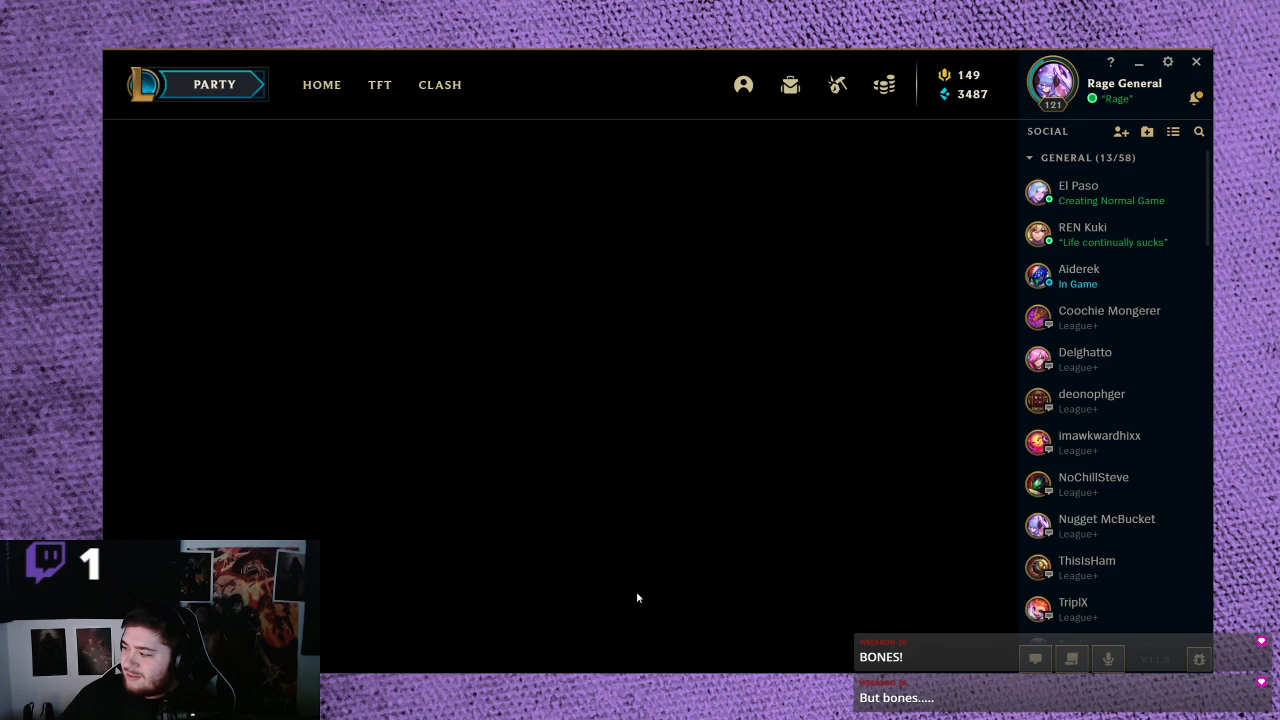 PARTY
HOME
TFT
CLASH
149
3487
?
121
Rage General
"Rage"
SOCIAL
GENERAL (13/58)
El Paso
Creating Normal Game
REN Kuki
"Life continually sucks"
Aiderek
In Game
Coochie Mongerer
League+
Delghatto
League+
deonophger
League+
imawkwardhixx
League+
NoChillSteve
League+
Nugget McBucket
League+
ThisIsHam
League+
TriplX
League+
1
BONES!
V11.8
But bones.....